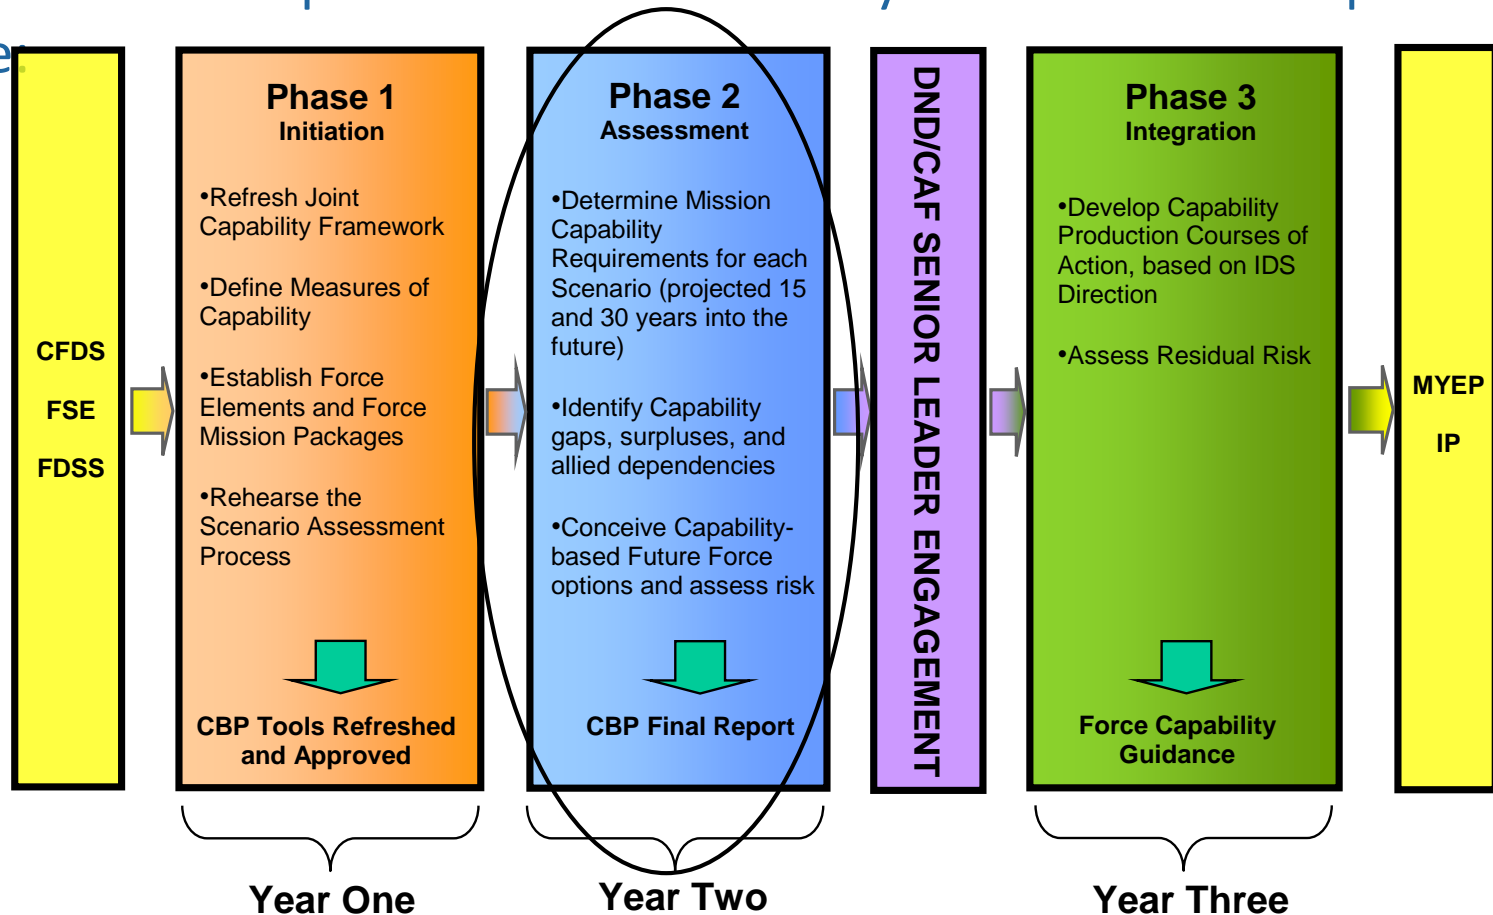 CFDS
FSE
FDSS
Phase 1
Initiation
•Refresh Joint
Capability Framework
•Define Measures of
Capability
•Establish Force
Elements and Force
Mission Packages
•Rehearse the
Scenario Assessment
Process
CBP Tools Refreshed
and Approved
Year One
Phase 2
Assessment
•Determine Mission
Capability
Requirements for each
Scenario (projected 15
and 30 years into the
future)
•Identify Capability
gaps, surpluses, and
allied dependencies
•Conceive Capability-
based Future Force
options and assess risk
CBP Final Report
Year Two
DND/CAF SENIOR LEADER ENGAGEMENT
Phase 3
Integration
•Develop Capability
Production Courses of
Action, based on IDS
Direction
•Assess Residual Risk
Force Capability
Guidance
Year Three
MYEP
IP